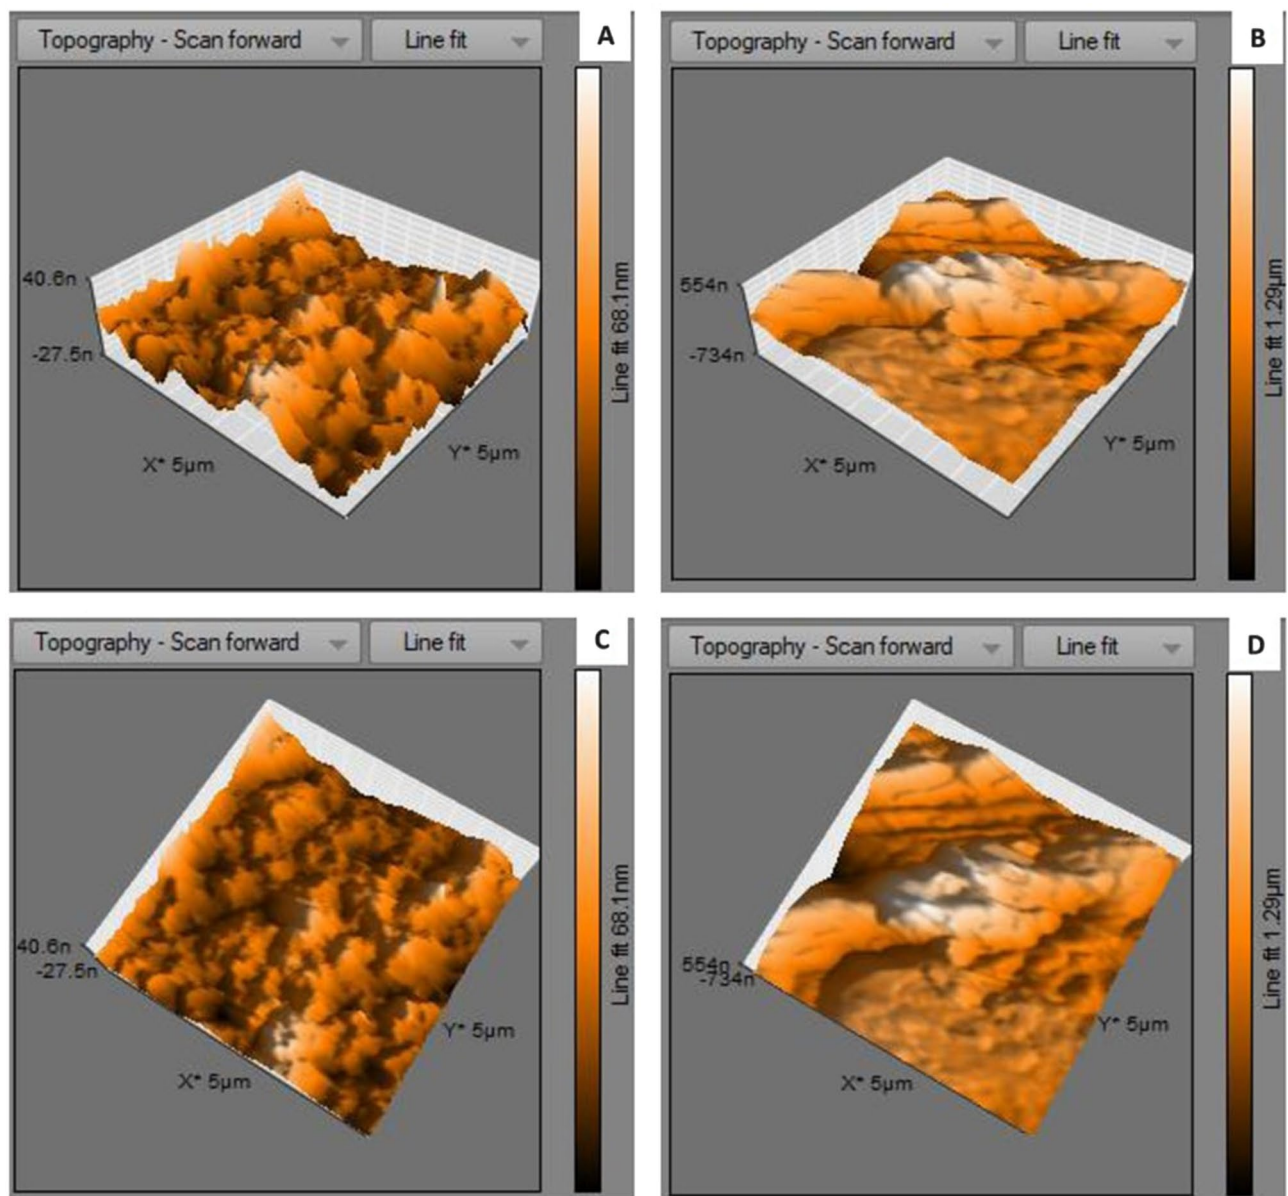 Topography - Scan forward
Line fit
A
40.6n
-27.5n
X* 5µm
Y* 5µm
Line fit 68.1nm
Topography - Scan forward
Line fit
B
554n
-734n
X* 5µm
Y* 5µm
Line fit 1.29µm
Topography - Scan forward
Line fit
C
40.6n
-27.5n
X* 5µm
Y* 5µm
Line fit 68.1nm
Topography - Scan forward
Line fit
D
554n
-734n
X* 5µm
Y* 5µm
Line fit 1.29µm